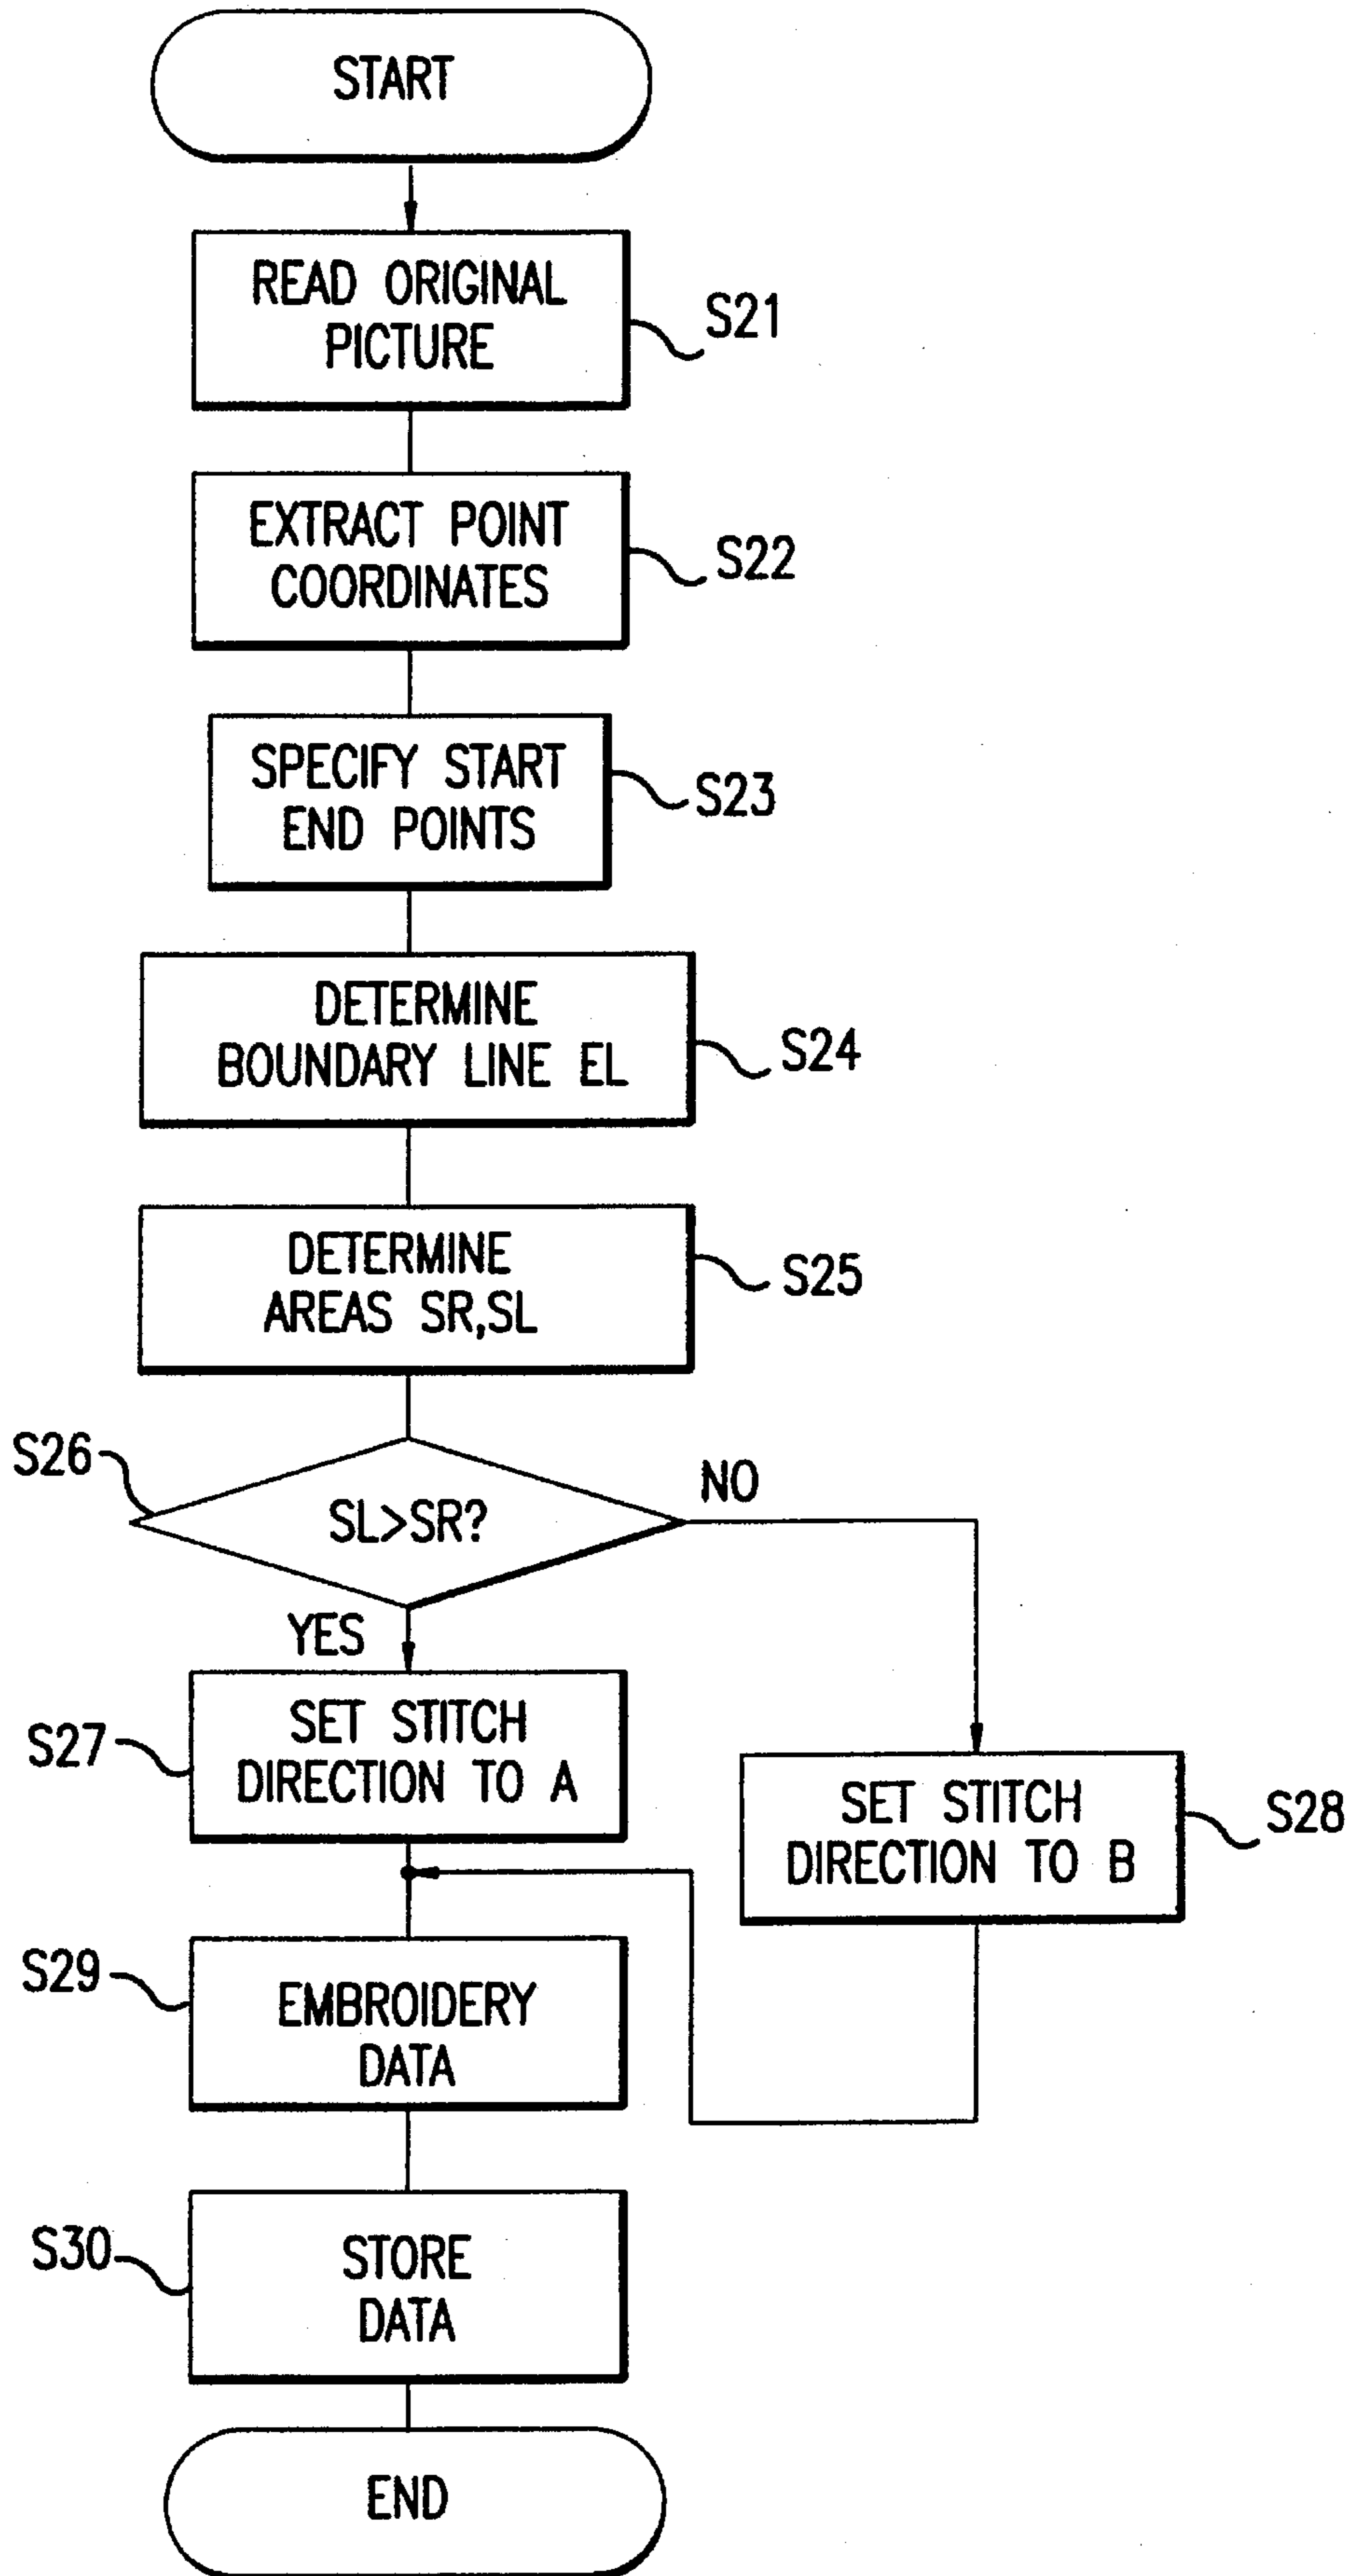 START
READ ORIGINAL
PICTURE
S21
EXTRACT POINT
COORDINATES
S22
SPECIFY START
END POINTS
S23
DETERMINE
BOUNDARY LINE EL
S24
DETERMINE
AREAS SR,SL
S25
S26
SL>SR?
NO
YES
S27
SET STITCH
DIRECTION TO A
SET STITCH
DIRECTION TO B
S28
S29
EMBROIDERY
DATA
S30
STORE
DATA
END